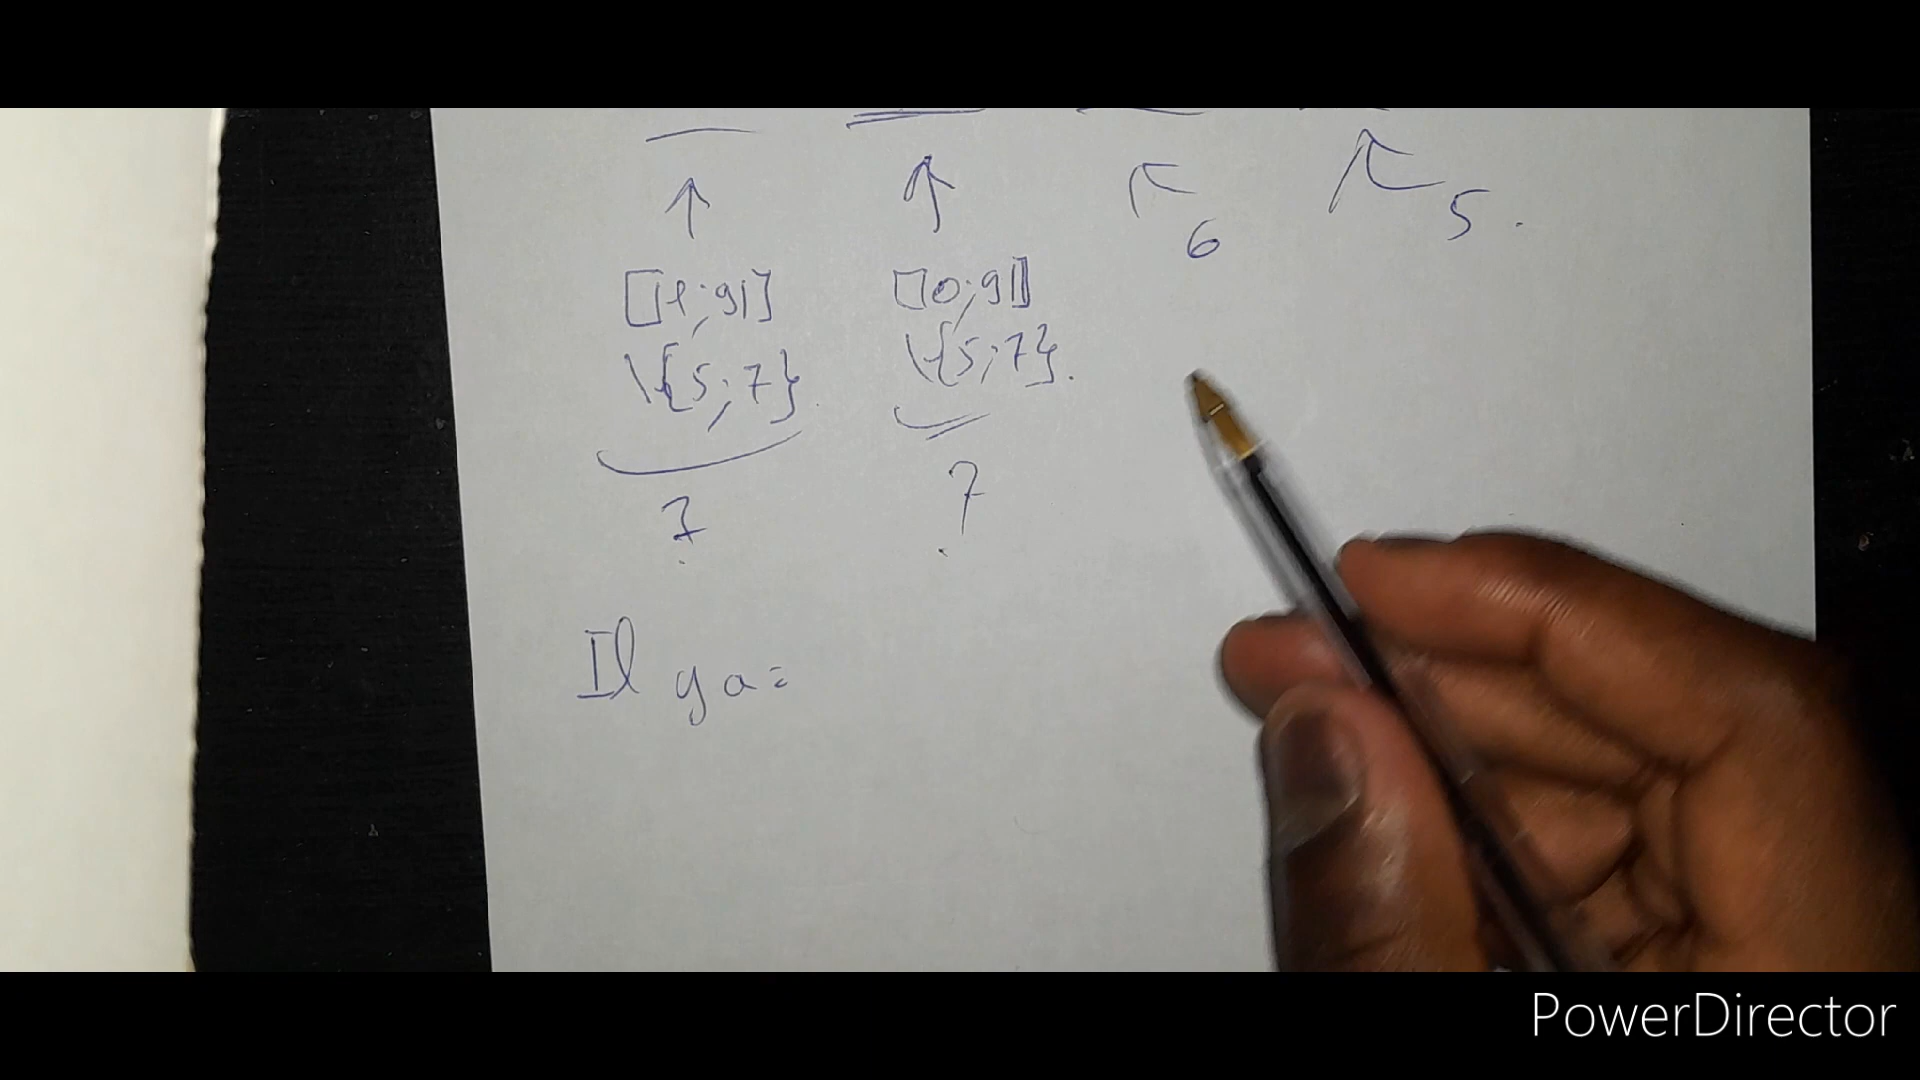 6 5.
[|1;9|] [|0;9|]
\{5;7} \{5;7}.
7 7
Il y a:
PowerDirector